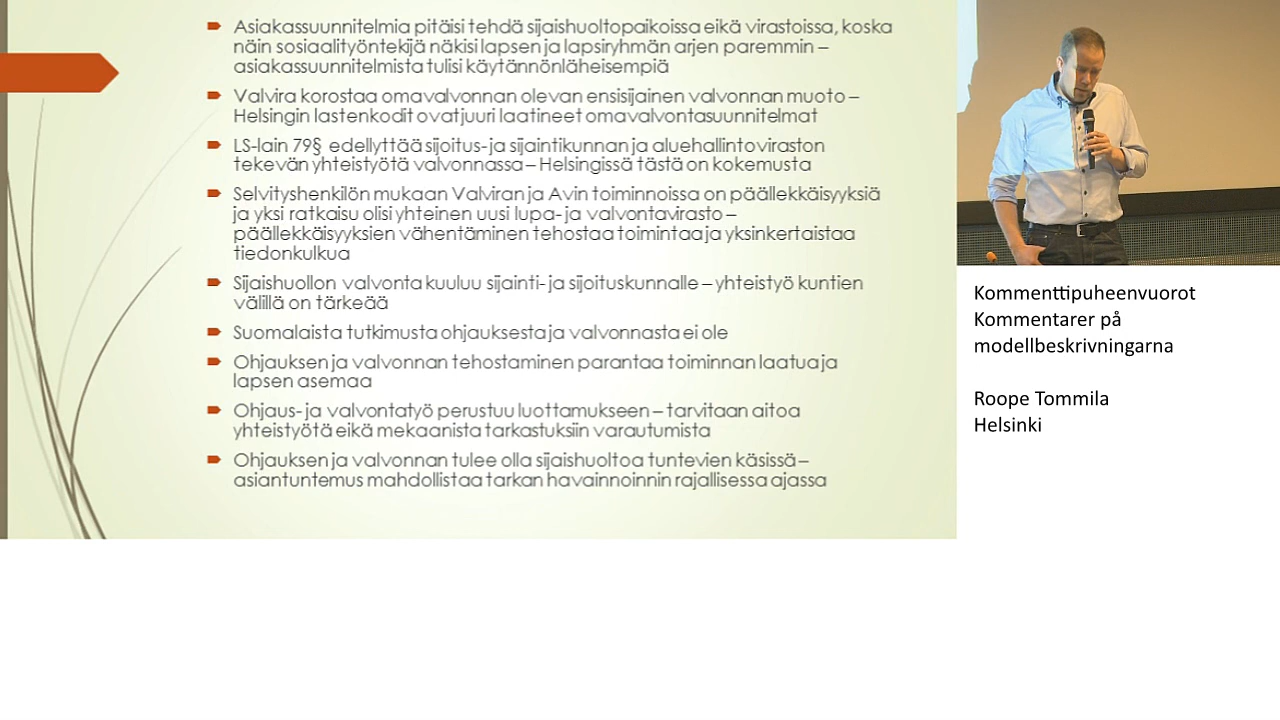 Asiakassuunnitelmia pitäisi tehdä sijaishuoltopaikoissa eikä virastoissa, koska
näin sosiaalityöntekijä näkisi lapsen ja lapsiryhmän arjen paremmin –
asiakassuunnitelmista tulisi käytännönläheisempiä
Valvira korostaa omavalvonnan olevan ensisijainen valvonnan muoto –
Helsingin lastenkodit ovat juuri laatineet omavalvontasuunnitelmat
LS-lain 79§ edellyttää sijoitus- ja sijaintikunnan ja aluehallintoviraston
tekevän yhteistyötä valvonnassa – Helsingissä tästä on kokemusta
Selvityshenkilön mukaan Valviran ja Avin toiminnoissa on päällekkäisyyksiä
ja yksi ratkaisu olisi yhteinen uusi lupa- ja valvontavirasto –
päällekkäisyyksien vähentäminen tehostaa toimintaa ja yksinkertaistaa
tiedonkulkua
Sijaishuollon valvonta kuuluu sijainti- ja sijoituskunnalle – yhteistyö kuntien
välillä on tärkeää
Suomalaista tutkimusta ohjauksesta ja valvonnasta ei ole
Ohjauksen ja valvonnan tehostaminen parantaa toiminnan laatua ja
lapsen asemaa
Ohjaus- ja valvontatyö perustuu luottamukseen – tarvitaan aitoa
yhteistyötä eikä mekaanista tarkastuksiin varautumista
Ohjauksen ja valvonnan tulee olla sijaishuoltoa tuntevien käsissä –
asiantuntemus mahdollistaa tarkan havainnoinnin rajallisessa ajassa
Kommenttipuheenvuorot
Kommentarer på
modellbeskrivningarna
Roope Tommila
Helsinki